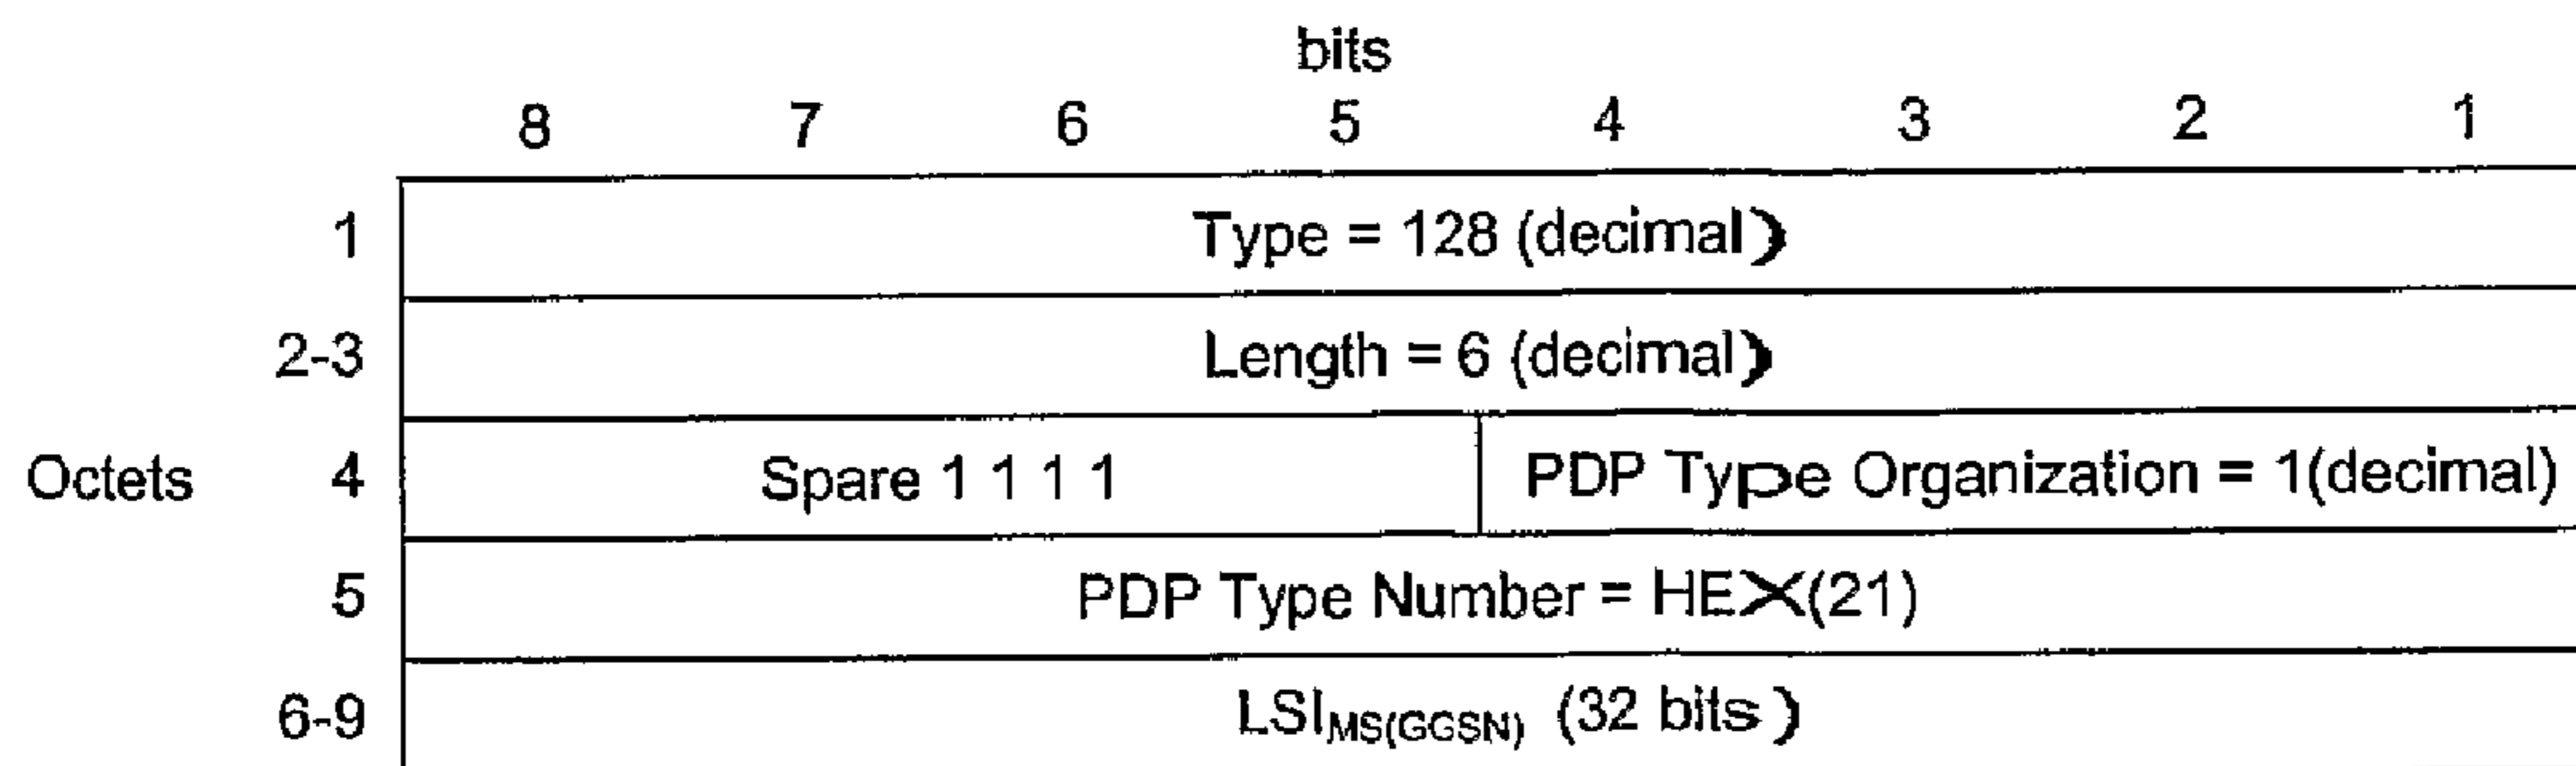 bits
8 7 6 5 4 3 2 1
1 Type = 128 (decimal)
2-3 Length = 6 (decimal)
Octets 4 Spare 1 1 1 1 PDP Type Organization = 1(decimal)
5 PDP Type Number = HEX(21)
6-9 LSIMS(GGSN) (32 bits)